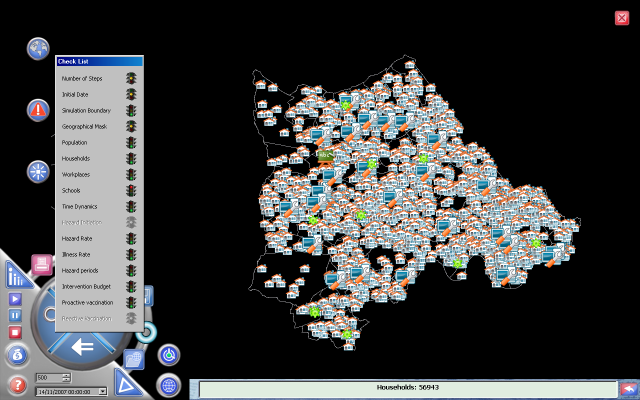 Check List
Number of Steps
Initial Date
Simulation Boundary
Geographical Mask
Population
Households
Workplaces
Schools
Time Dynamics
Hazard Initiation
Hazard Rate
Illness Rate
Hazard periods
Intervention Budget
Proactive vaccination
Reactive Vaccination
500
14/11/2007 00:00:00
Households: 56943